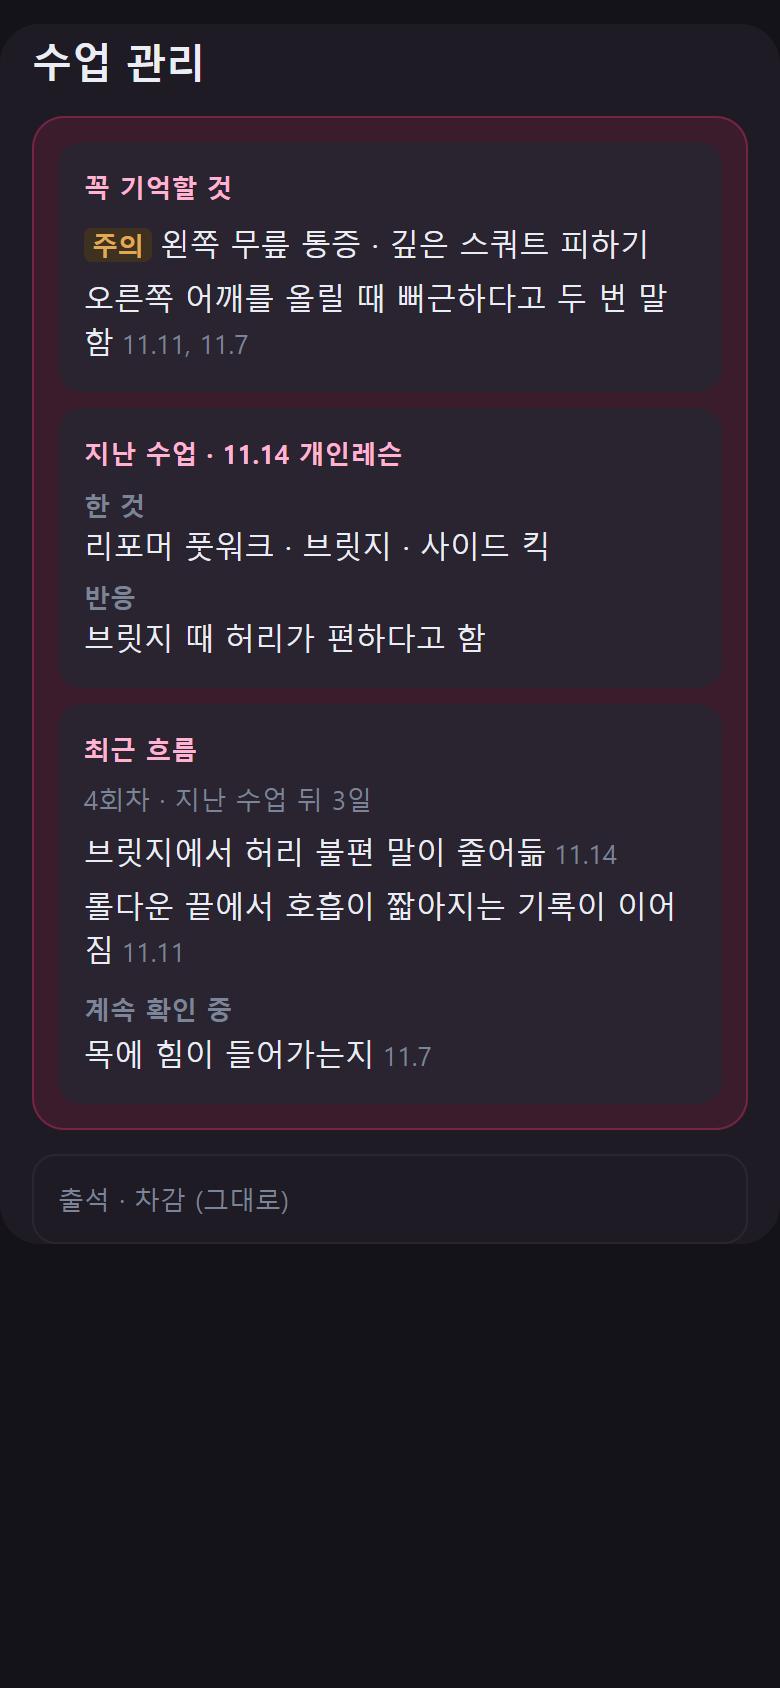 수업 관리
꼭 기억할 것
주의 왼쪽 무릎 통증 · 깊은 스쿼트 피하기
오른쪽 어깨를 올릴 때 뻐근하다고 두 번 말
함 11.11, 11.7
지난 수업 · 11.14 개인레슨
한 것
리포머 풋워크 · 브릿지 · 사이드 킥
반응
브릿지 때 허리가 편하다고 함
최근 흐름
4회차 · 지난 수업 뒤 3일
브릿지에서 허리 불편 말이 줄어듦 11.14
롤다운 끝에서 호흡이 짧아지는 기록이 이어
짐 11.11
계속 확인 중
목에 힘이 들어가는지 11.7
출석 · 차감 (그대로)